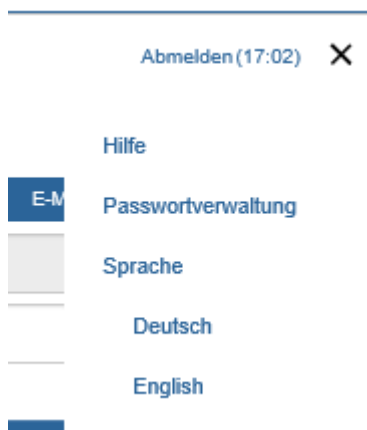 Abmelden (17:02)
Hilfe
E-M
Passwortverwaltung
Sprache
Deutsch
English